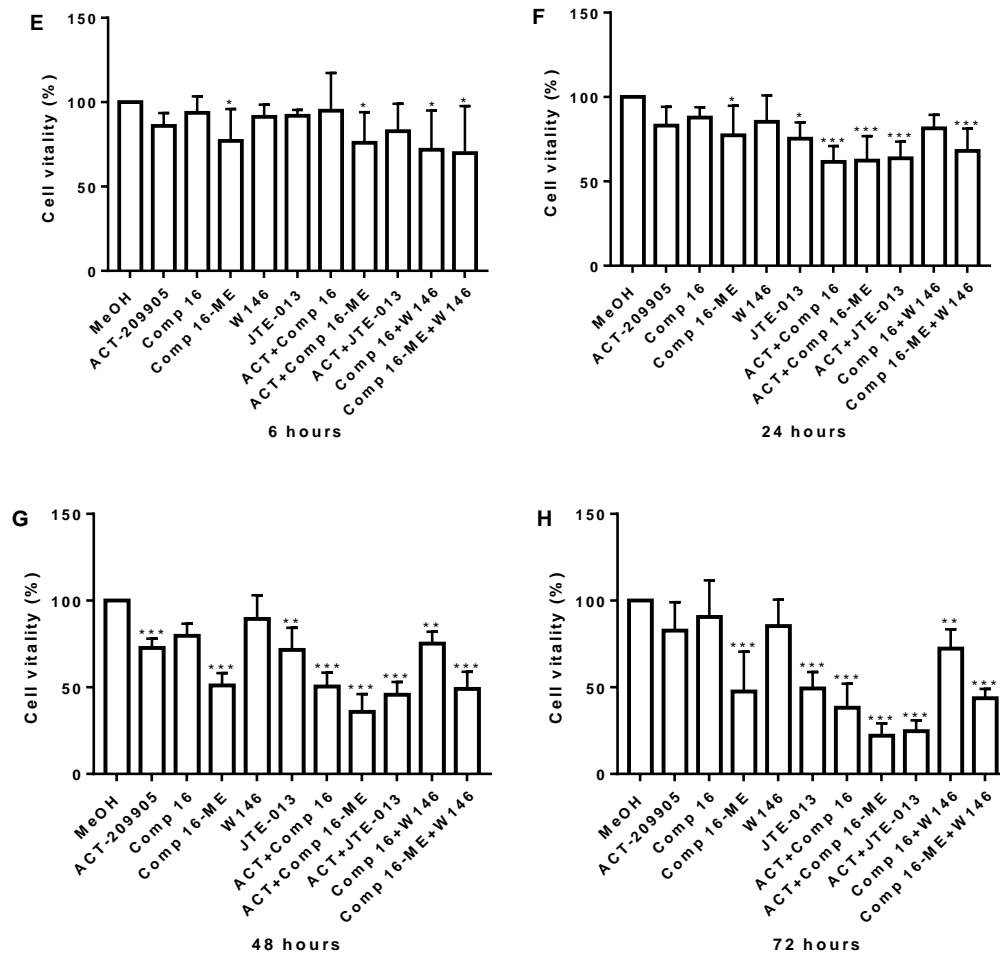 E
Cell vitality (%)
150
100
50
0
* * * *
MeOH
ACT-209905
Comp 16
Comp 16-ME
W146
JTE-013
ACT+Comp 16
ACT+Comp 16-ME
ACT+JTE-013
Comp 16+W146
Comp 16-ME+W146
6 hours
F
Cell vitality (%)
150
100
50
0
* * *** *** *** ***
MeOH
ACT-209905
Comp 16
Comp 16-ME
W146
JTE-013
ACT+Comp 16
ACT+Comp 16-ME
ACT+JTE-013
Comp 16+W146
Comp 16-ME+W146
24 hours
G
Cell vitality (%)
150
100
50
0
*** *** ** *** *** *** ** ***
MeOH
ACT-209905
Comp 16
Comp 16-ME
W146
JTE-013
ACT+Comp 16
ACT+Comp 16-ME
ACT+JTE-013
Comp 16+W146
Comp 16-ME+W146
48 hours
H
Cell vitality (%)
150
100
50
0
*** *** *** *** *** ** ***
MeOH
ACT-209905
Comp 16
Comp 16-ME
W146
JTE-013
ACT+Comp 16
ACT+Comp 16-ME
ACT+JTE-013
Comp 16+W146
Comp 16-ME+W146
72 hours